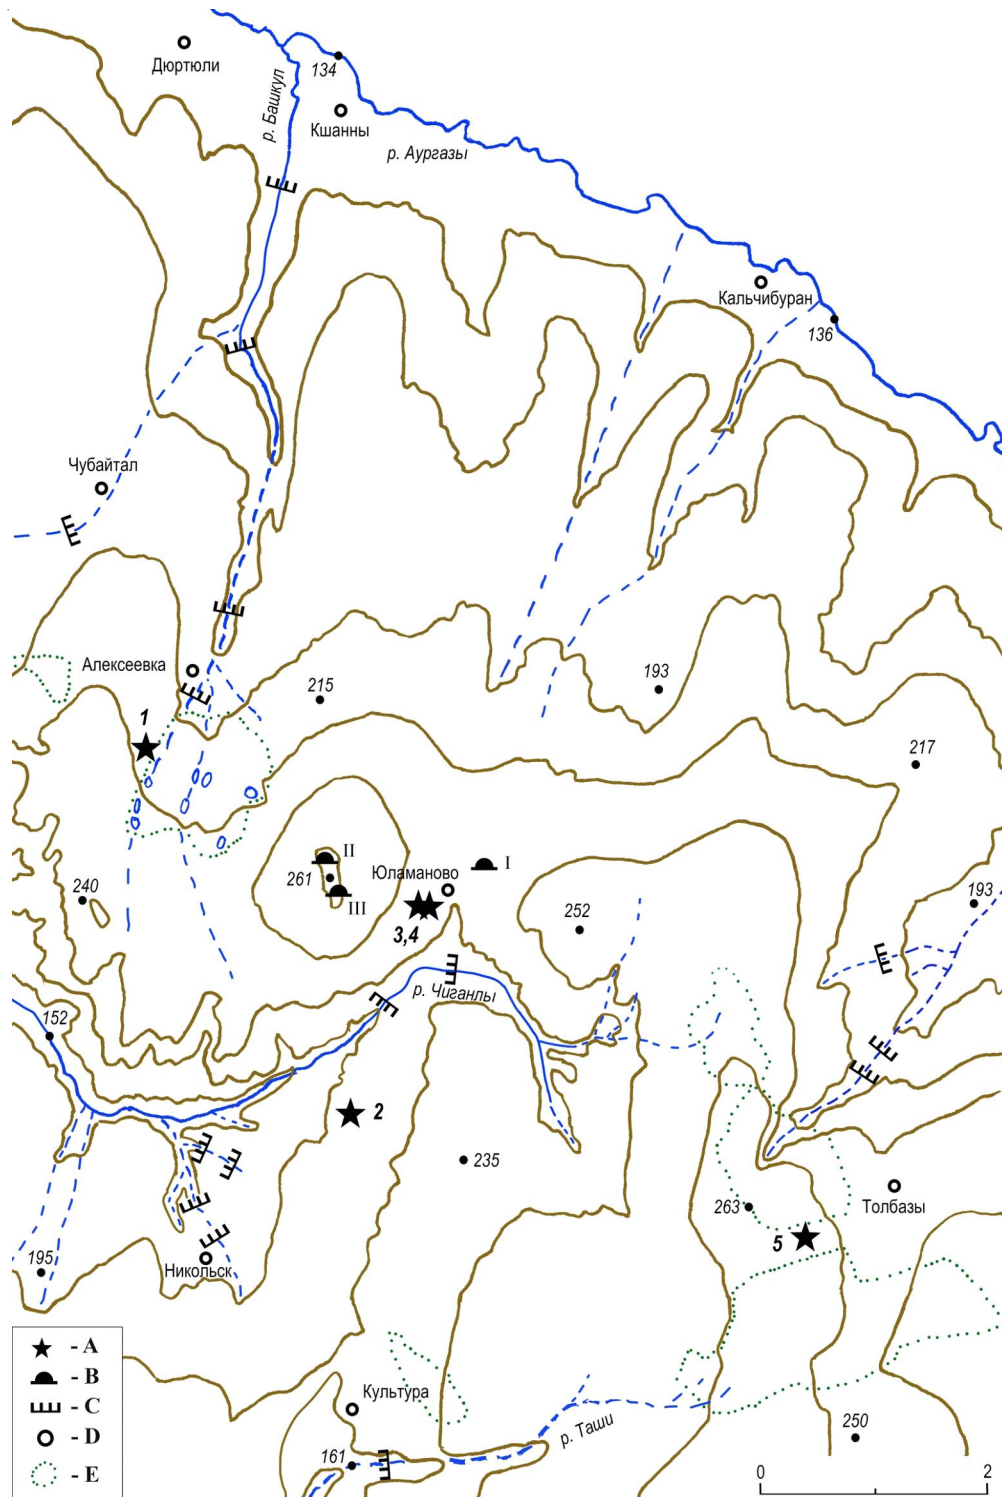 Дюртюли
134
р. Башкул
Кшанны
р. Аургазы
Кальчибуран
136
Чубайтал
Алексеевка
215
193
1
217
II
I
Юламаново
261
III
240
193
3,4
252
р. Чиганлы
152
2
235
263
Толбазы
5
195
Никольск
- A
- B
- C
- D
- E
Культура
р. Таши
250
161
0
2